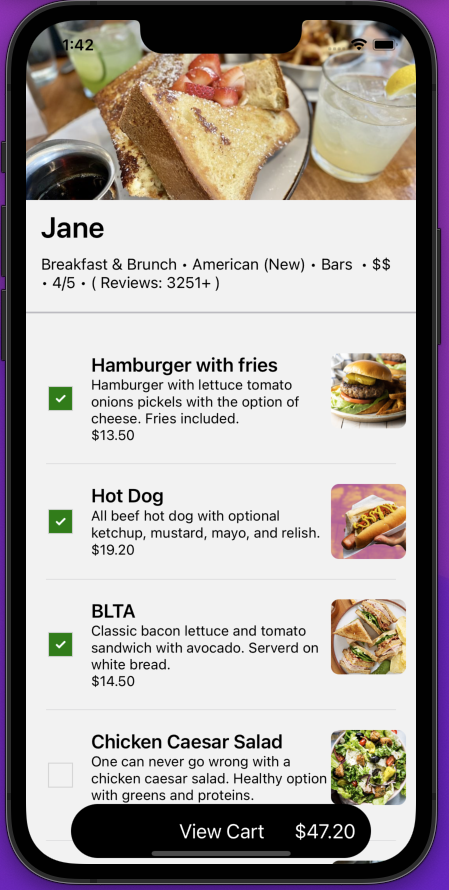 1:42
Jane
Breakfast & Brunch • American (New) • Bars • $$
• 4/5 • ( Reviews: 3251+ )
Hamburger with fries
Hamburger with lettuce tomato
onions pickels with the option of
cheese. Fries included.
$13.50
Hot Dog
All beef hot dog with optional
ketchup, mustard, mayo, and relish.
$19.20
BLTA
Classic bacon lettuce and tomato
sandwich with avocado. Serverd on
white bread.
$14.50
Chicken Caesar Salad
One can never go wrong with a
chicken caesar salad. Healthy option
with greens and proteins.
View Cart $47.20